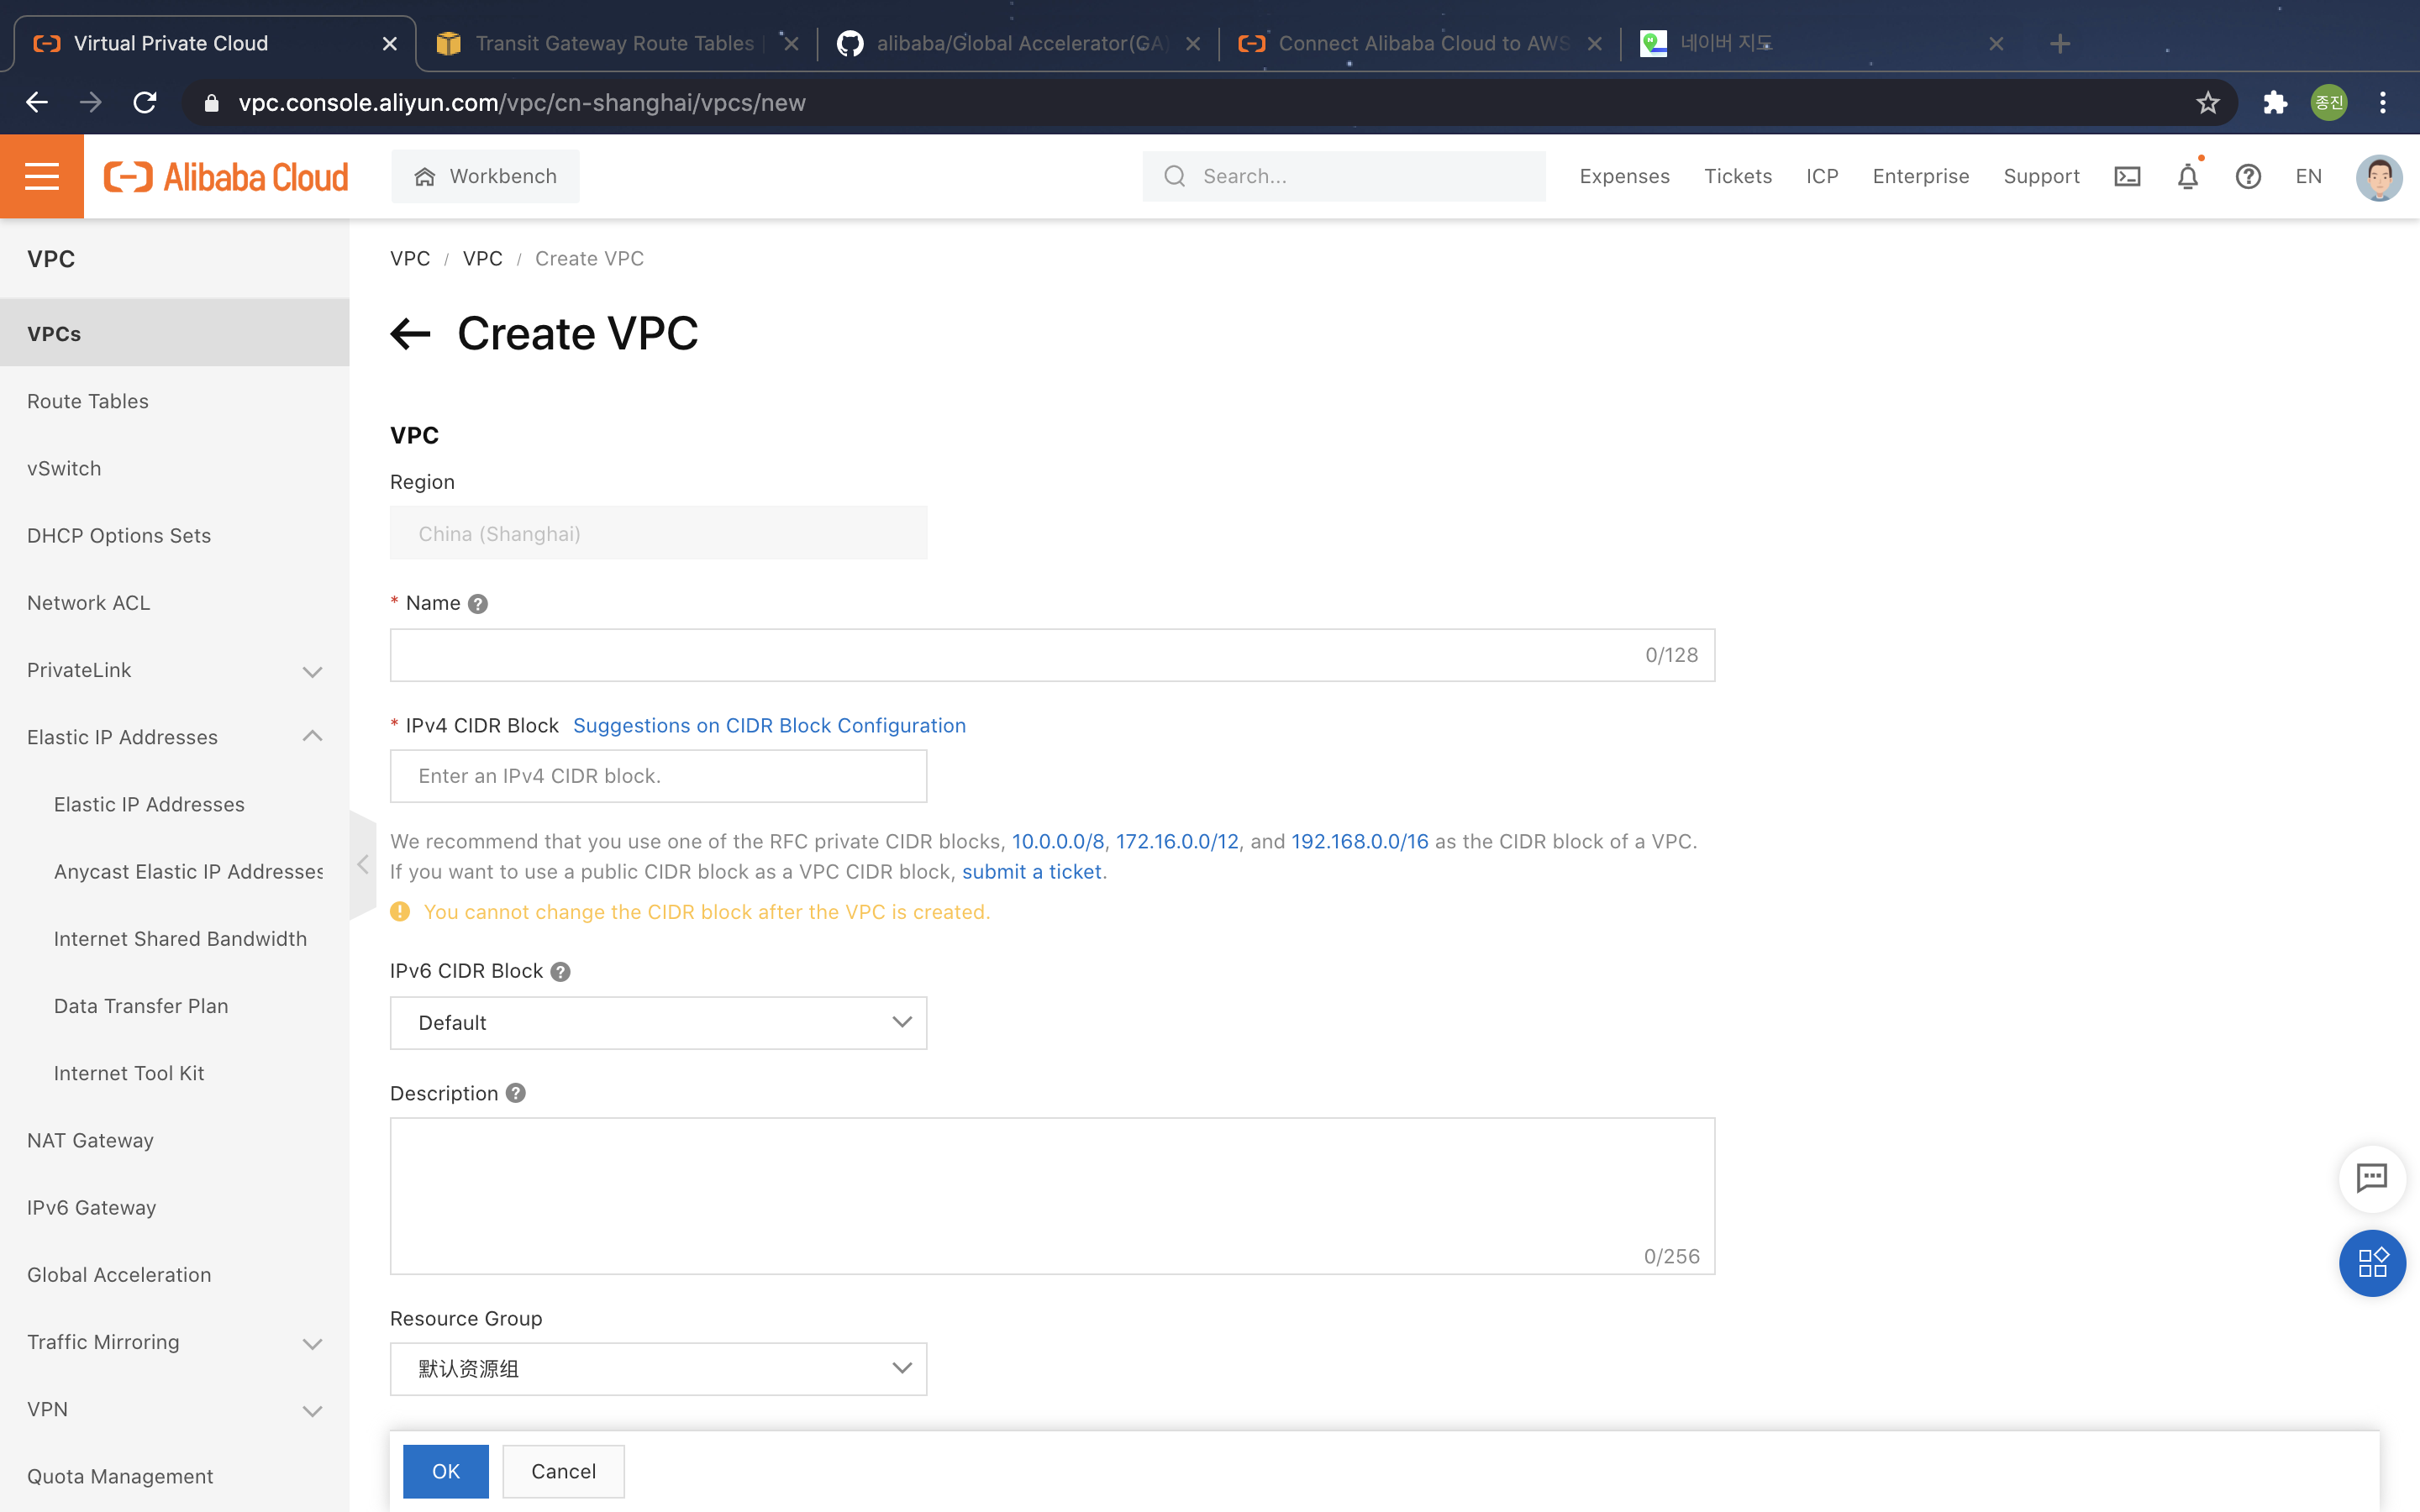 Virtual Private Cloud
Transit Gateway Route Tables |
alibaba/Global Accelerator(GA)
Connect Alibaba Cloud to AWS
네이버 지도
vpc.console.aliyun.com/vpc/cn-shanghai/vpcs/new
종진
Alibaba Cloud
Workbench
Search...
Expenses
Tickets
ICP
Enterprise
Support
EN
VPC
VPCs
Route Tables
vSwitch
DHCP Options Sets
Network ACL
PrivateLink
Elastic IP Addresses
Elastic IP Addresses
Anycast Elastic IP Addresses
Internet Shared Bandwidth
Data Transfer Plan
Internet Tool Kit
NAT Gateway
IPv6 Gateway
Global Acceleration
Traffic Mirroring
VPN
Quota Management
VPC / VPC / Create VPC
Create VPC
VPC
Region
China (Shanghai)
* Name
0/128
* IPv4 CIDR Block Suggestions on CIDR Block Configuration
Enter an IPv4 CIDR block.
We recommend that you use one of the RFC private CIDR blocks, 10.0.0.0/8, 172.16.0.0/12, and 192.168.0.0/16 as the CIDR block of a VPC.
If you want to use a public CIDR block as a VPC CIDR block, submit a ticket.
You cannot change the CIDR block after the VPC is created.
IPv6 CIDR Block
Default
Description
0/256
Resource Group
默认资源组
OK
Cancel